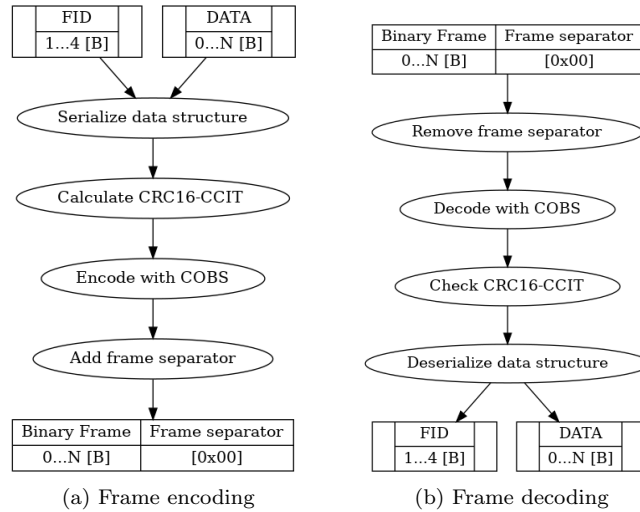 FID
1...4 [B]
DATA
0...N [B]
Serialize data structure
Calculate CRC16-CCIT
Encode with COBS
Add frame separator
Binary Frame
Frame separator
0...N [B]
[0x00]
(a) Frame encoding
Binary Frame
Frame separator
0...N [B]
[0x00]
Remove frame separator
Decode with COBS
Check CRC16-CCIT
Deserialize data structure
FID
1...4 [B]
DATA
0...N [B]
(b) Frame decoding